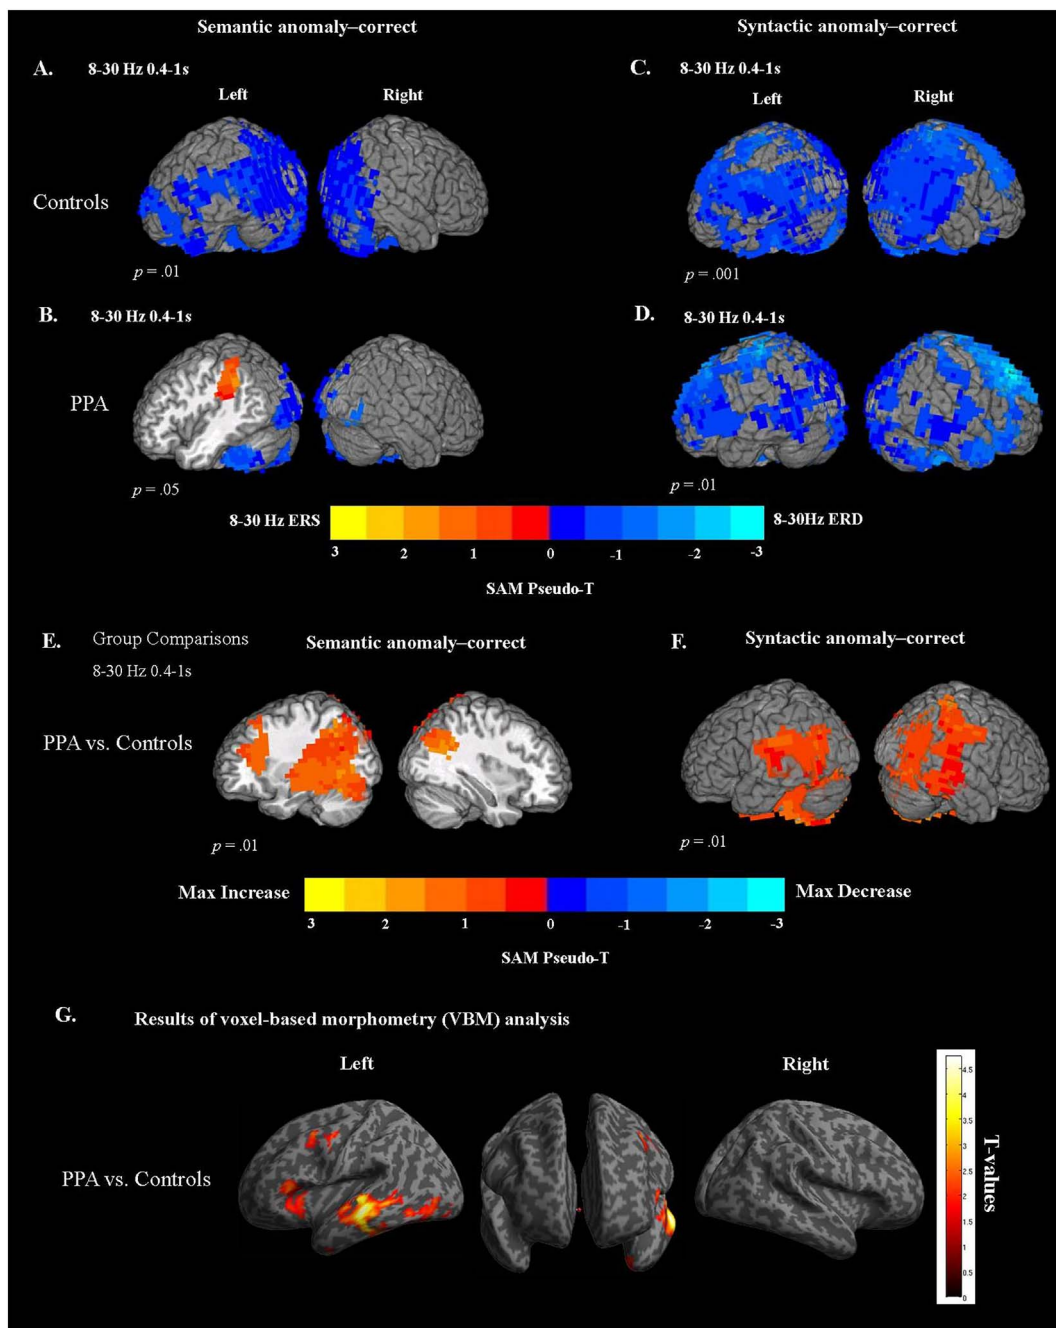 Semantic anomaly–correct
Syntactic anomaly–correct
A. 8-30 Hz 0.4-1s
C. 8-30 Hz 0.4-1s
Left Right
Left Right
Controls
p = .01
p = .001
B. 8-30 Hz 0.4-1s
D. 8-30 Hz 0.4-1s
PPA
p = .05
p = .01
8-30 Hz ERS
8-30Hz ERD
3 2 1 0 -1 -2 -3
SAM Pseudo-T
E. Group Comparisons
8-30 Hz 0.4-1s
Semantic anomaly–correct
F. Syntactic anomaly–correct
PPA vs. Controls
p = .01
p = .01
Max Increase
Max Decrease
3 2 1 0 -1 -2 -3
SAM Pseudo-T
G. Results of voxel-based morphometry (VBM) analysis
Left
Right
PPA vs. Controls
4.5
4
3.5
3
2.5
2
1.5
1
0.5
0
T-values